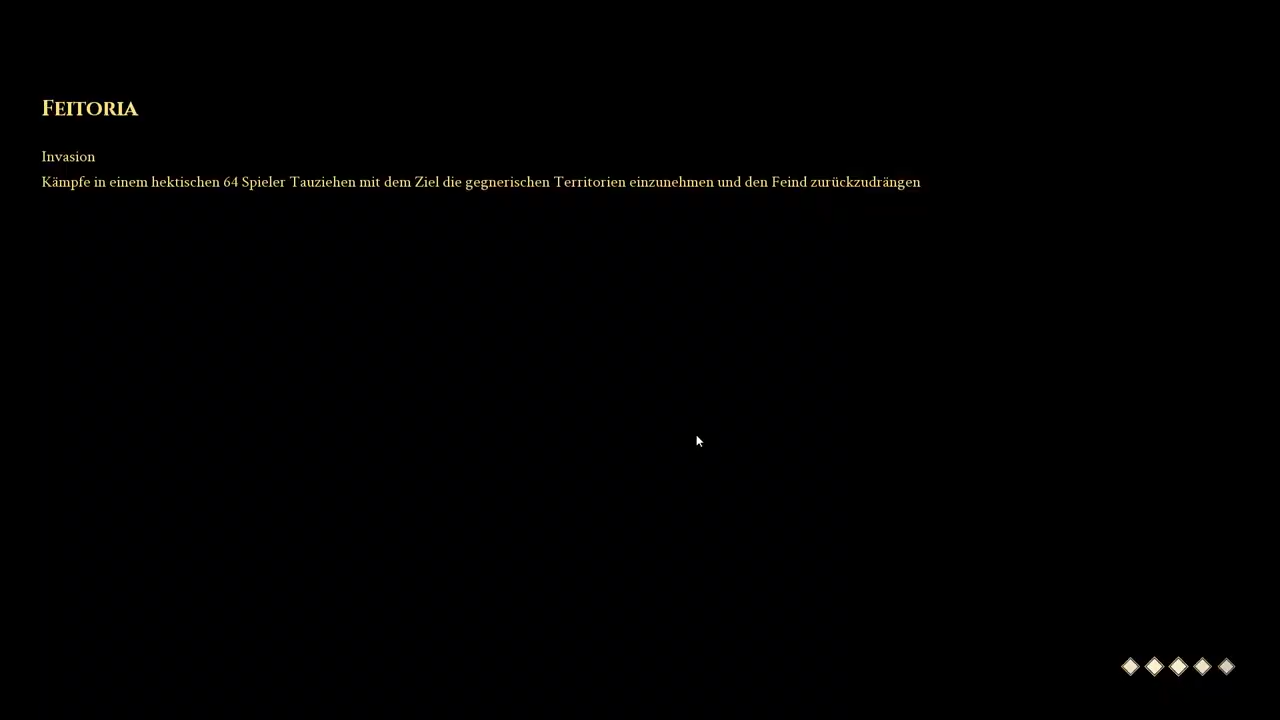 Feitoria
Invasion
Kämpfe in einem hektischen 64 Spieler Tauziehen mit dem Ziel die gegnerischen Territorien einzunehmen und den Feind zurückzudrängen